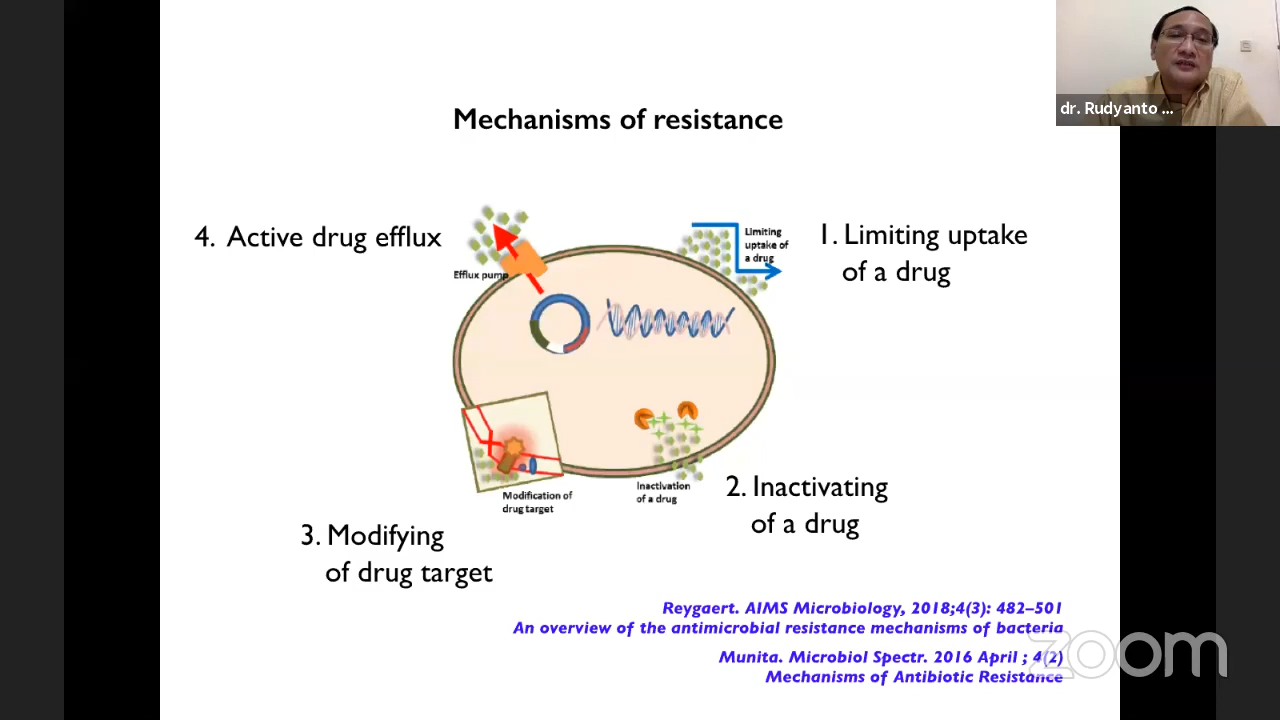 dr. Rudyanto ...
Mechanisms of resistance
4. Active drug efflux
Efflux pump
Limiting
uptake of
a drug
1. Limiting uptake
of a drug
Modification of
drug target
Inactivation
of a drug
2. Inactivating
of a drug
3. Modifying
of drug target
Reygaert. AIMS Microbiology, 2018;4(3): 482–501
An overview of the antimicrobial resistance mechanisms of bacteria
Munita. Microbiol Spectr. 2016 April ; 4(2)
Mechanisms of Antibiotic Resistance
zoom